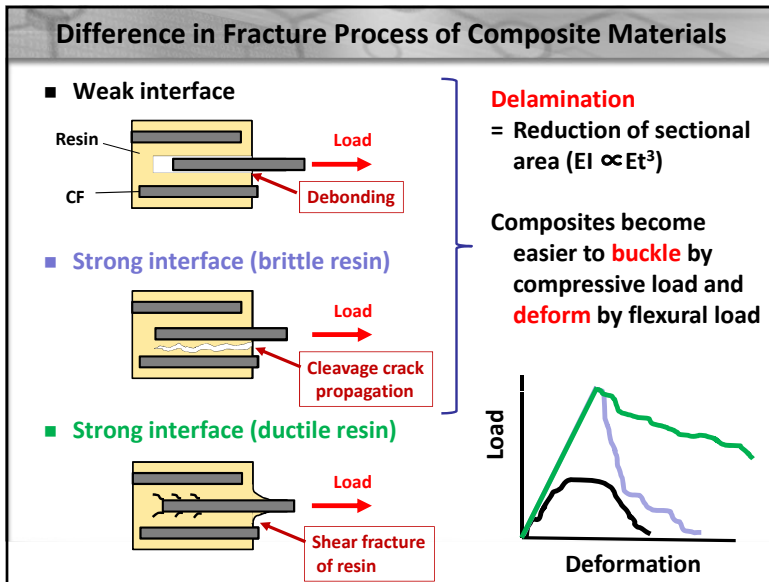 Difference in Fracture Process of Composite Materials
■ Weak interface
Resin
CF
Load
Debonding
■ Strong interface (brittle resin)
Load
Cleavage crack
propagation
■ Strong interface (ductile resin)
Load
Shear fracture
of resin
Delamination
= Reduction of sectional
area (EI ∝Et³)
Composites become
easier to buckle by
compressive load and
deform by flexural load
Load
Deformation